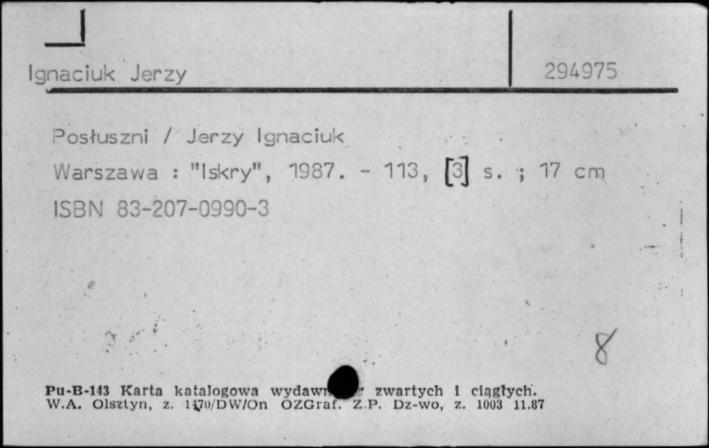 Ignaciuk Jerzy 294975
Posłuszni / Jerzy Ignaciuk
Warszawa : "Iskry", 1987. - 113, [3] s. ; 17 cm
ISBN 83-207-0990-3
8
Pu-B-143 Karta katalogowa zwartych i ciągłych.
W.A. Olsztyn, z. 1470/DW/On OZGraf. Z.P. Dz-wo, z. 1003 11.87